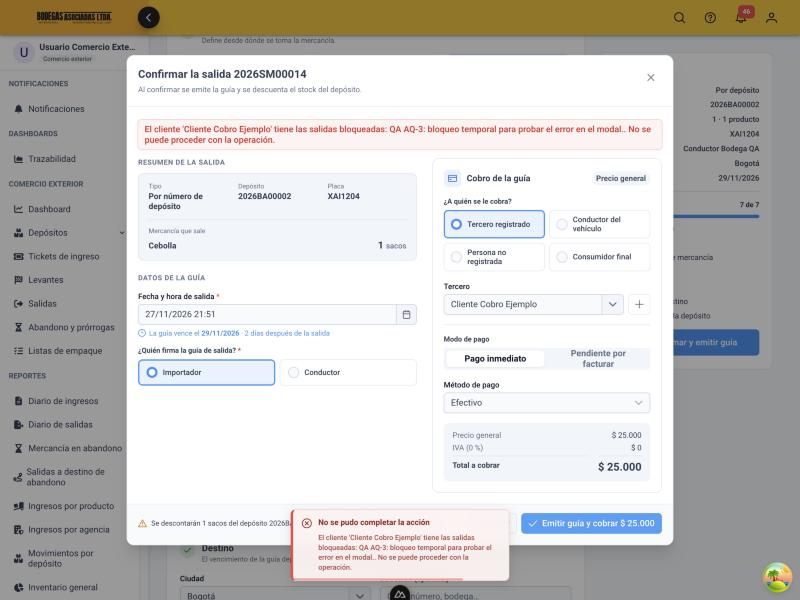 BODEGAS ASOCIADAS LTDA.
46
U
Usuario Comercio Exte...
Comercio exterior
NOTIFICACIONES
Notificaciones
DASHBOARDS
Trazabilidad
COMERCIO EXTERIOR
Dashboard
Depósitos
Tickets de ingreso
Levantes
Salidas
Abandono y prórrogas
Listas de empaque
REPORTES
Diario de ingresos
Diario de salidas
Mercancía en abandono
Salidas a destino de
abandono
Ingresos por producto
Ingresos por agencia
Movimientos por
depósito
Inventario general
Define desde dónde se toma la mercancía.
Confirmar la salida 2026SM00014
Al confirmar se emite la guía y se descuenta el stock del depósito.
El cliente 'Cliente Cobro Ejemplo' tiene las salidas bloqueadas: QA AQ-3: bloqueo temporal para probar el error en el modal.. No se
puede proceder con la operación.
RESUMEN DE LA SALIDA
Tipo
Por número de
depósito
Depósito
2026BA00002
Placa
XAI1204
Mercancía que sale
Cebolla
1 sacos
DATOS DE LA GUÍA
Fecha y hora de salida *
27/11/2026 21:51
La guía vence el 29/11/2026 · 2 días después de la salida
¿Quién firma la guía de salida? *
Importador
Conductor
Cobro de la guía
Precio general
¿A quién se le cobra?
Tercero registrado
Conductor del
vehículo
Persona no
registrada
Consumidor final
Tercero
Cliente Cobro Ejemplo
Modo de pago
Pago inmediato
Pendiente por
facturar
Método de pago
Efectivo
Precio general
$ 25.000
IVA (0 %)
$ 0
Total a cobrar
$ 25.000
Se descontarán 1 sacos del depósito 2026BA
Emitir guía y cobrar $ 25.000
No se pudo completar la acción
El cliente 'Cliente Cobro Ejemplo' tiene las salidas
bloqueadas: QA AQ-3: bloqueo temporal para probar el
error en el modal.. No se puede proceder con la
operación.
Por depósito
2026BA00002
1 · 1 producto
XAI1204
Conductor Bodega QA
Bogotá
29/11/2026
7 de 7
mercancía
stino
depósito
mar y emitir guía
Destino
El vencimiento de la guía de
Ciudad
Bogotá
número, bodega...